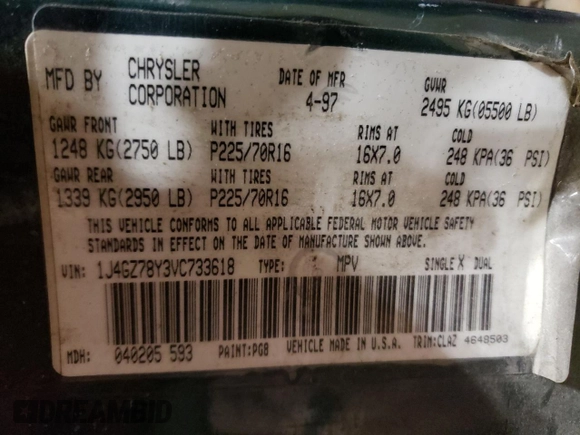 MFD BY CHRYSLER CORPORATION DATE OF MFR 4-97 GVWR 2495 KG(05500 LB)
GAWR FRONT WITH TIRES RIMS AT COLD
1248 KG(2750 LB) P225/70R16 16X7.0 248 KPA(36 PSI)
GAWR REAR WITH TIRES RIMS AT COLD
1339 KG(2950 LB) P225/70R16 16X7.0 248 KPA(36 PSI)
THIS VEHICLE CONFORMS TO ALL APPLICABLE FEDERAL MOTOR VEHICLE SAFETY
STANDARDS IN EFFECT ON THE DATE OF MANUFACTURE SHOWN ABOVE.
VIN: 1J4GZ78Y3VC733618 TYPE: MPV SINGLE X DUAL
MDH: 040205 593 PAINT:PG8 VEHICLE MADE IN U.S.A. TRIM:CLAZ 4648503
DREAMBID